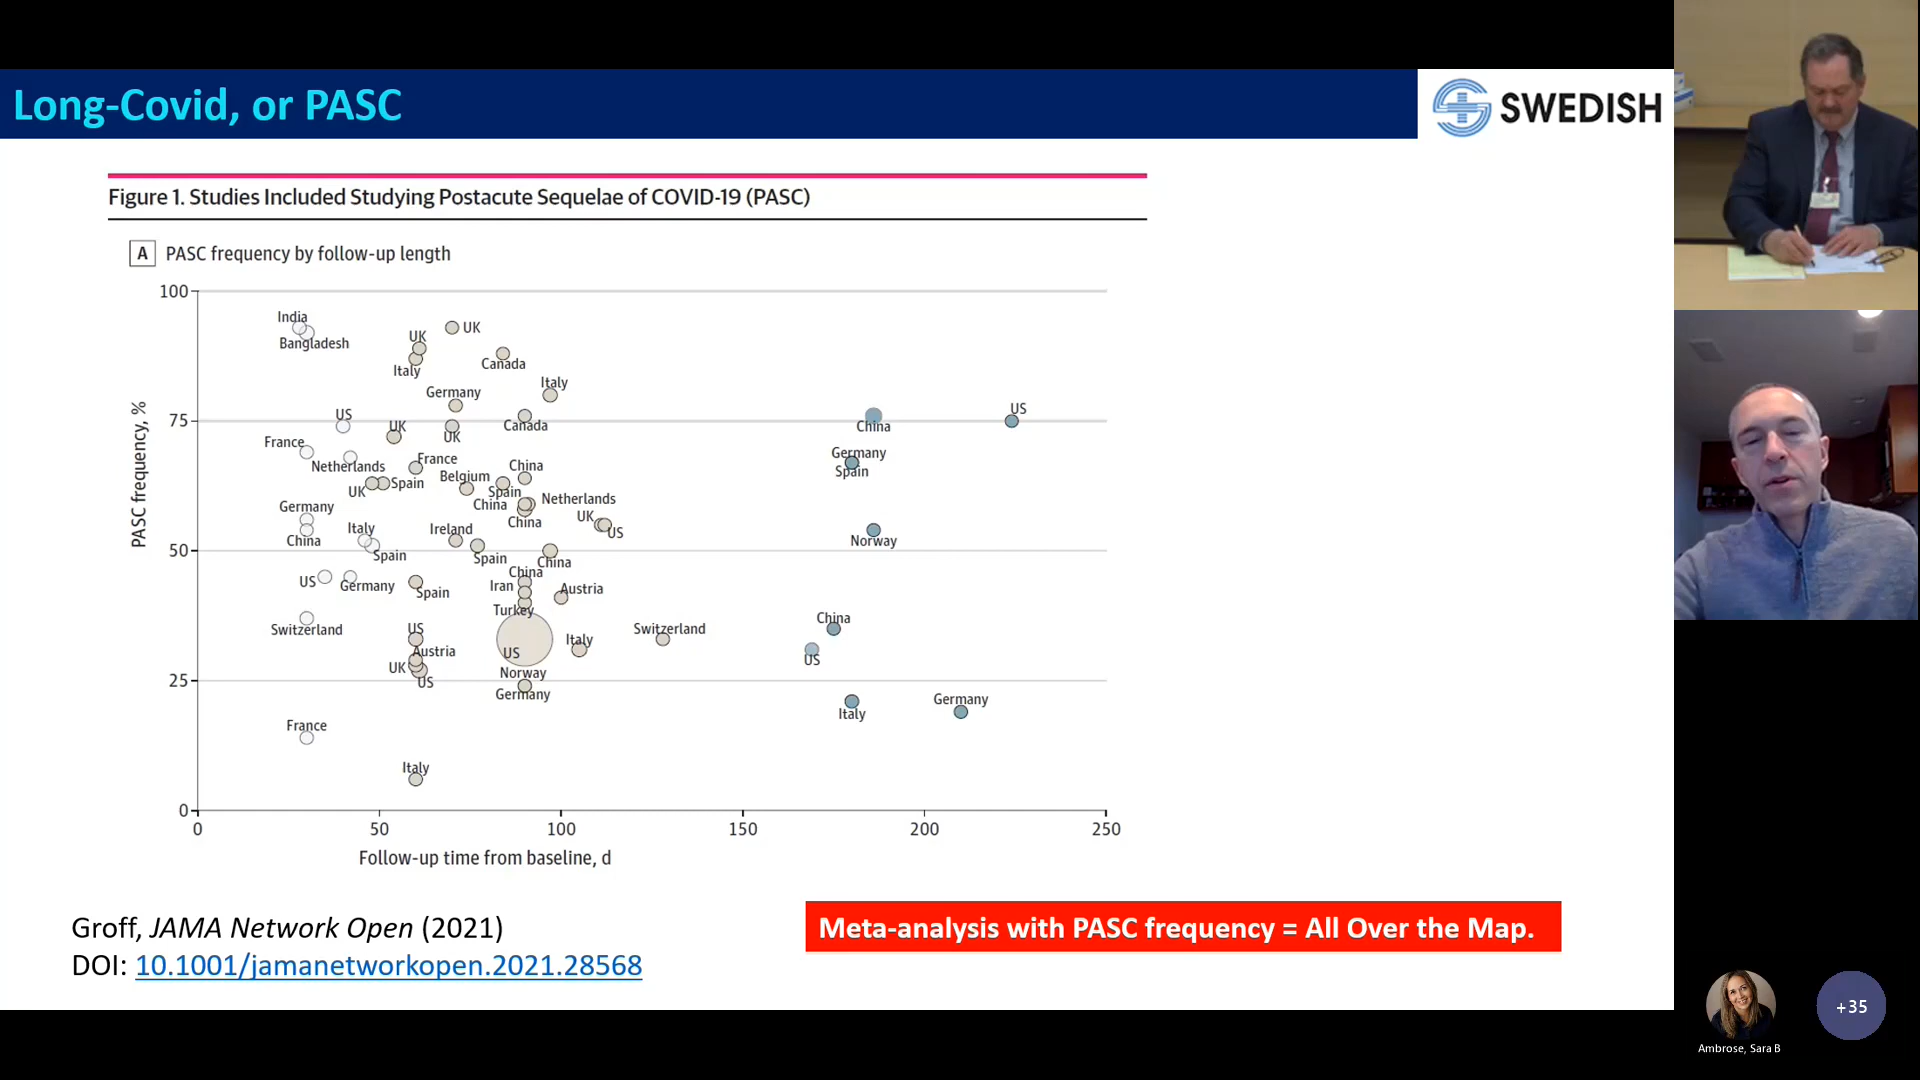 Long-Covid, or PASC
SWEDISH
Figure 1. Studies Included Studying Postacute Sequelae of COVID-19 (PASC)
A PASC frequency by follow-up length
PASC frequency, %
100
75
50
25
0
India
Bangladesh
UK
Italy
UK
Canada
Italy
Germany
US
UK
UK
Canada
France
Netherlands
France
UK
Spain
Belgium
China
Spain
China
Netherlands
China
UK
US
Germany
China
Italy
Spain
Ireland
Spain
China
China
US
Germany
Spain
Iran
Austria
Turkey
Switzerland
US
Austria
UK
US
US
Italy
Norway
Germany
Switzerland
France
Italy
China
US
Germany
Spain
Norway
China
US
Italy
Germany
0 50 100 150 200 250
Follow-up time from baseline, d
Groff, JAMA Network Open (2021)
DOI: 10.1001/jamanetworkopen.2021.28568
Meta-analysis with PASC frequency = All Over the Map.
+35
Ambrose, Sara B